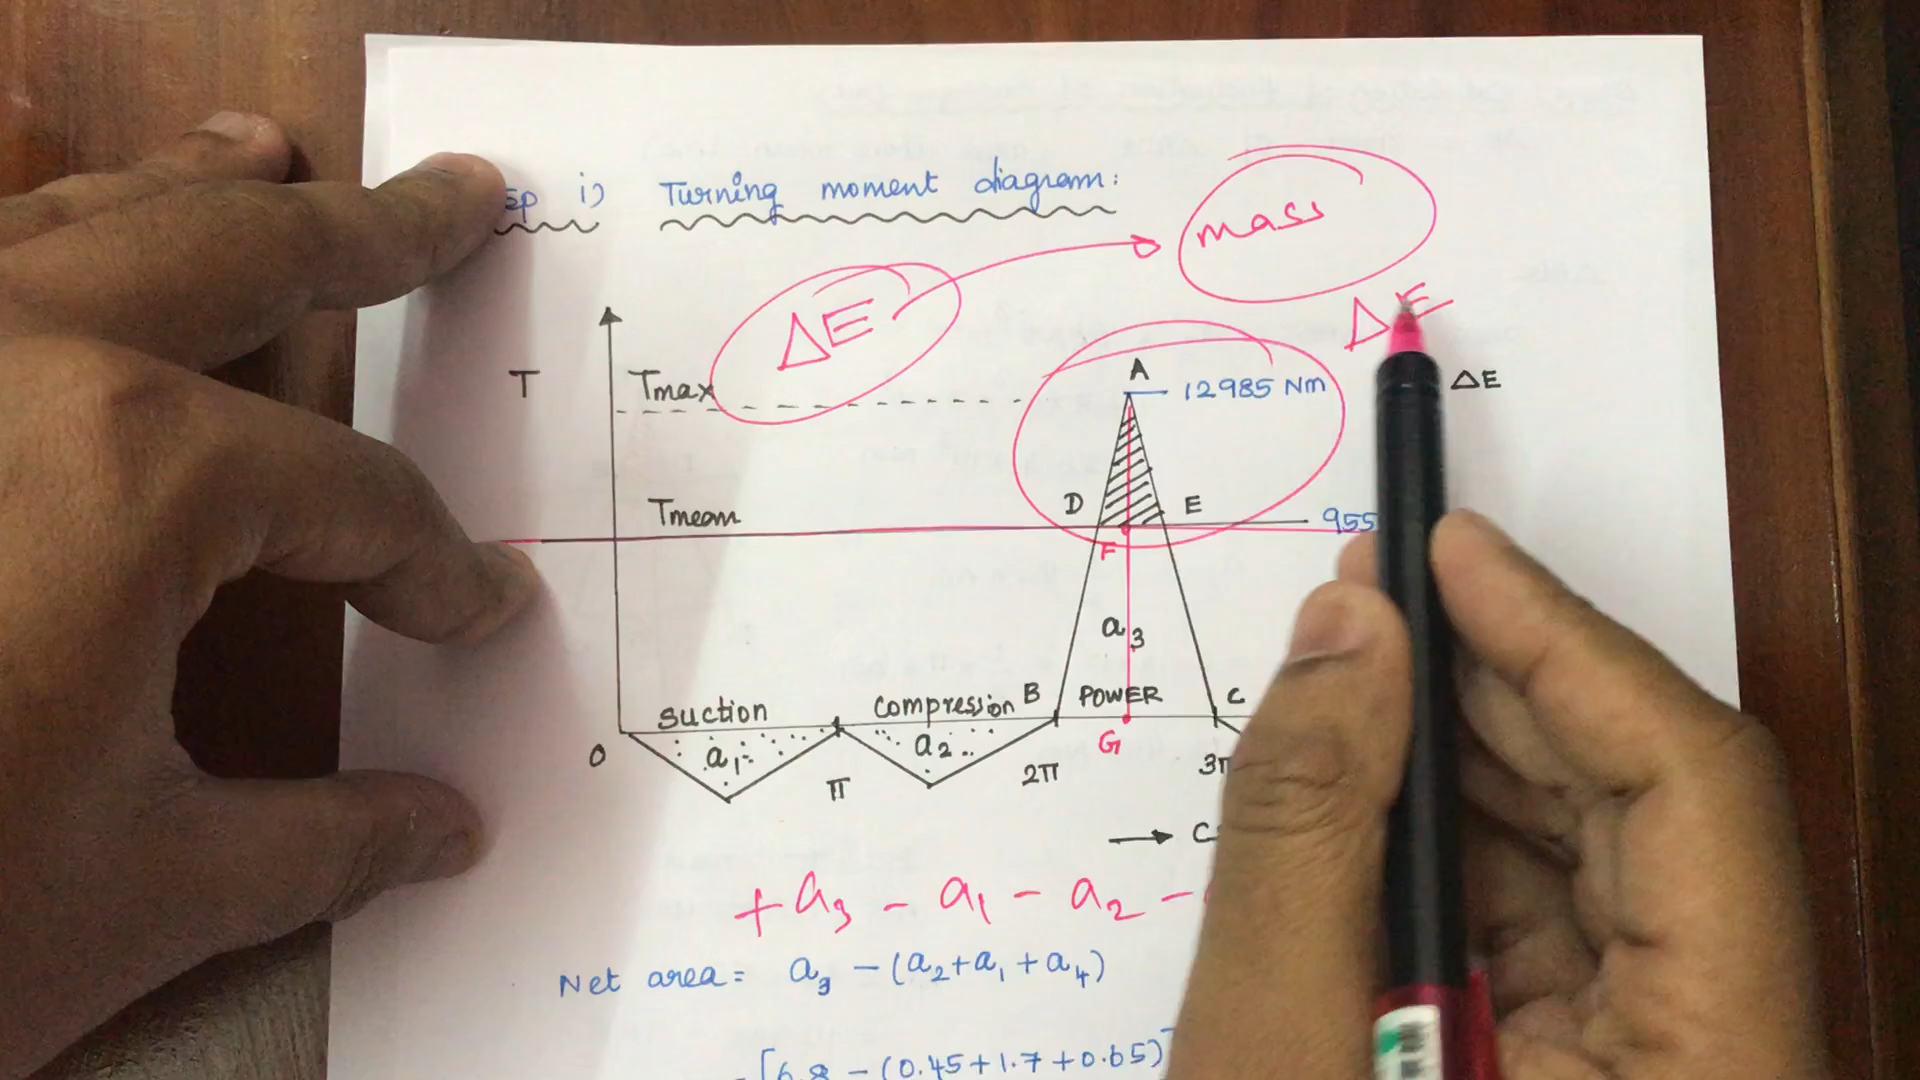 i) Turning moment diagram:
mass
ΔE
ΔE
T
Tmax
A
12985 Nm
ΔE
Tmean
D
E
955
F
a3
suction
compression
B
POWER
C
0
a1
a2
G
π
2π
3π
+ a3 - a1 - a2 -
Net area = a3 - (a2+a1+a4)
[6.8 - (0.45+1.7+0.65)]